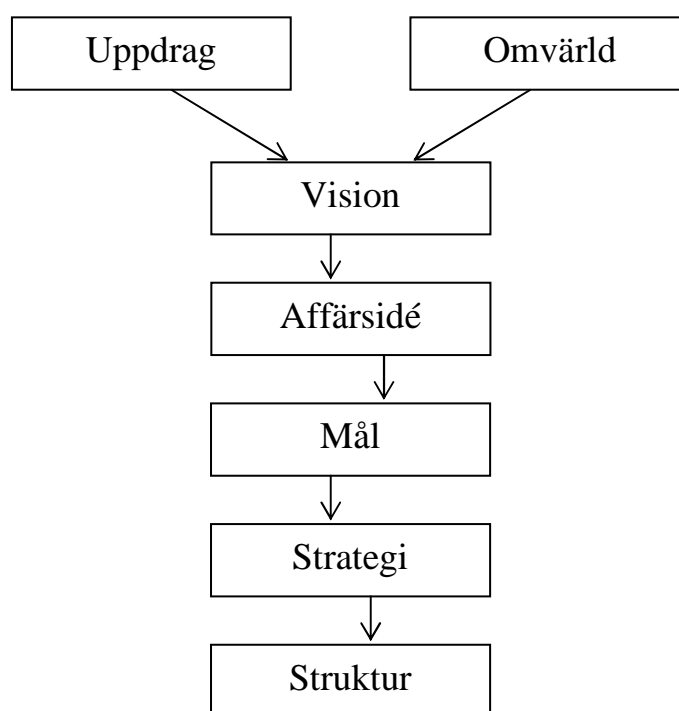 Uppdrag
Omvärld
Vision
Affärsidé
Mål
Strategi
Struktur